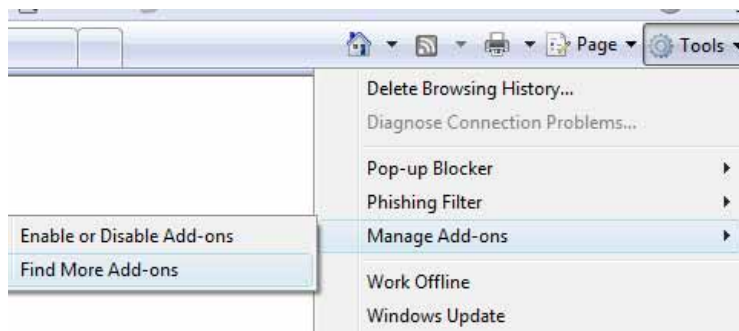 Page Tools
Delete Browsing History...
Diagnose Connection Problems...
Pop-up Blocker
Phishing Filter
Enable or Disable Add-ons Manage Add-ons
Find More Add-ons
Work Offline
Windows Update